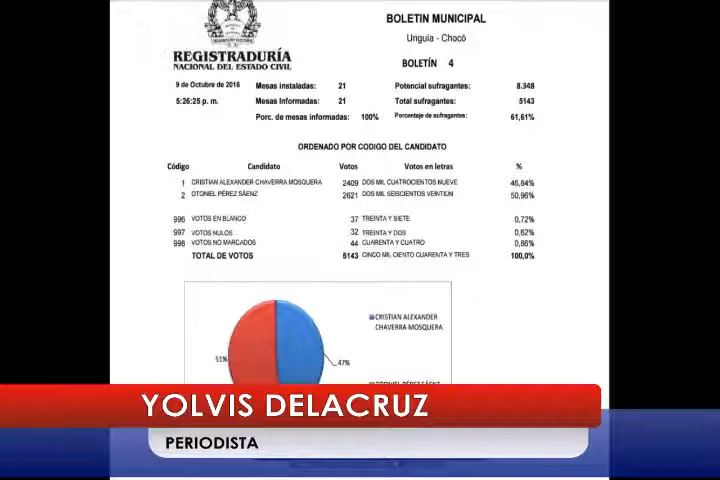 BOLETIN MUNICIPAL
Unguia - Chocó
REGISTRADURÍA
NACIONAL DEL ESTADO CIVIL
BOLETÍN 4
9 de Octubre de 2016 Mesas instaladas: 21 Potencial sufragantes: 8.348
5:26:25 p. m. Mesas Informadas: 21 Total sufragantes: 5143
Porc. de mesas informadas: 100% Porcentaje de sufragantes: 61,61%
ORDENADO POR CODIGO DEL CANDIDATO
Código Candidato Votos Votos en letras %
1 CRISTIAN ALEXANDER CHAVERRA MOSQUERA 2409 DOS MIL CUATROCIENTOS NUEVE 46,84%
2 OTONIEL PÉREZ SÁENZ 2621 DOS MIL SEISCIENTOS VEINTIÚN 50,96%
996 VOTOS EN BLANCO 37 TREINTA Y SIETE 0,72%
997 VOTOS NULOS 32 TREINTA Y DOS 0,62%
998 VOTOS NO MARCADOS 44 CUARENTA Y CUATRO 0,86%
TOTAL DE VOTOS 5143 CINCO MIL CIENTO CUARENTA Y TRES 100,0%
CRISTIAN ALEXANDER
CHAVERRA MOSQUERA
51% 47%
OTONIEL PÉREZ SÁENZ
YOLVIS DELACRUZ
PERIODISTA